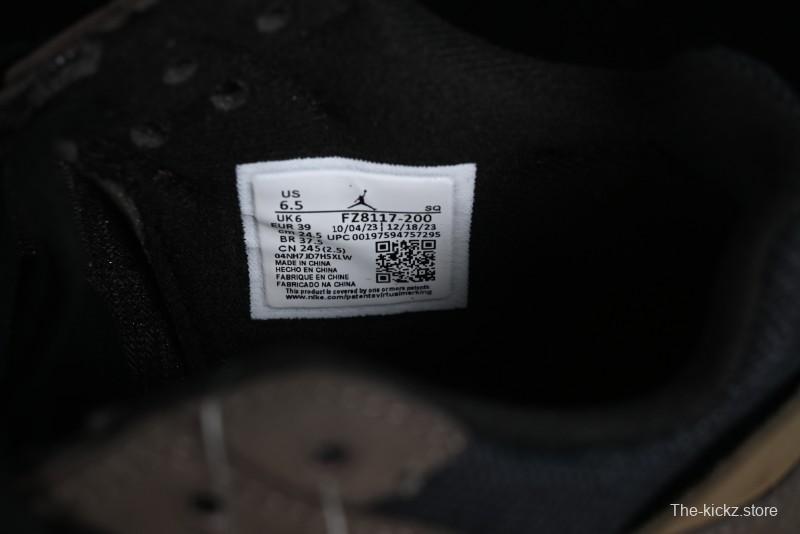 US
6.5
SQ
UK 6
FZ8117-200
EUR 39
10/04/23 | 12/18/23
cm 24.5
UPC 00197594757295
BR 37.5
CN 245 (2.5)
04NH7JD7H5XLW
MADE IN CHINA
HECHO EN CHINA
FABRIQUE EN CHINE
FABRICADO NA CHINA
This product is covered by one or more patents
www.nike.com/patentsvirtualmarking
The-kickz.store